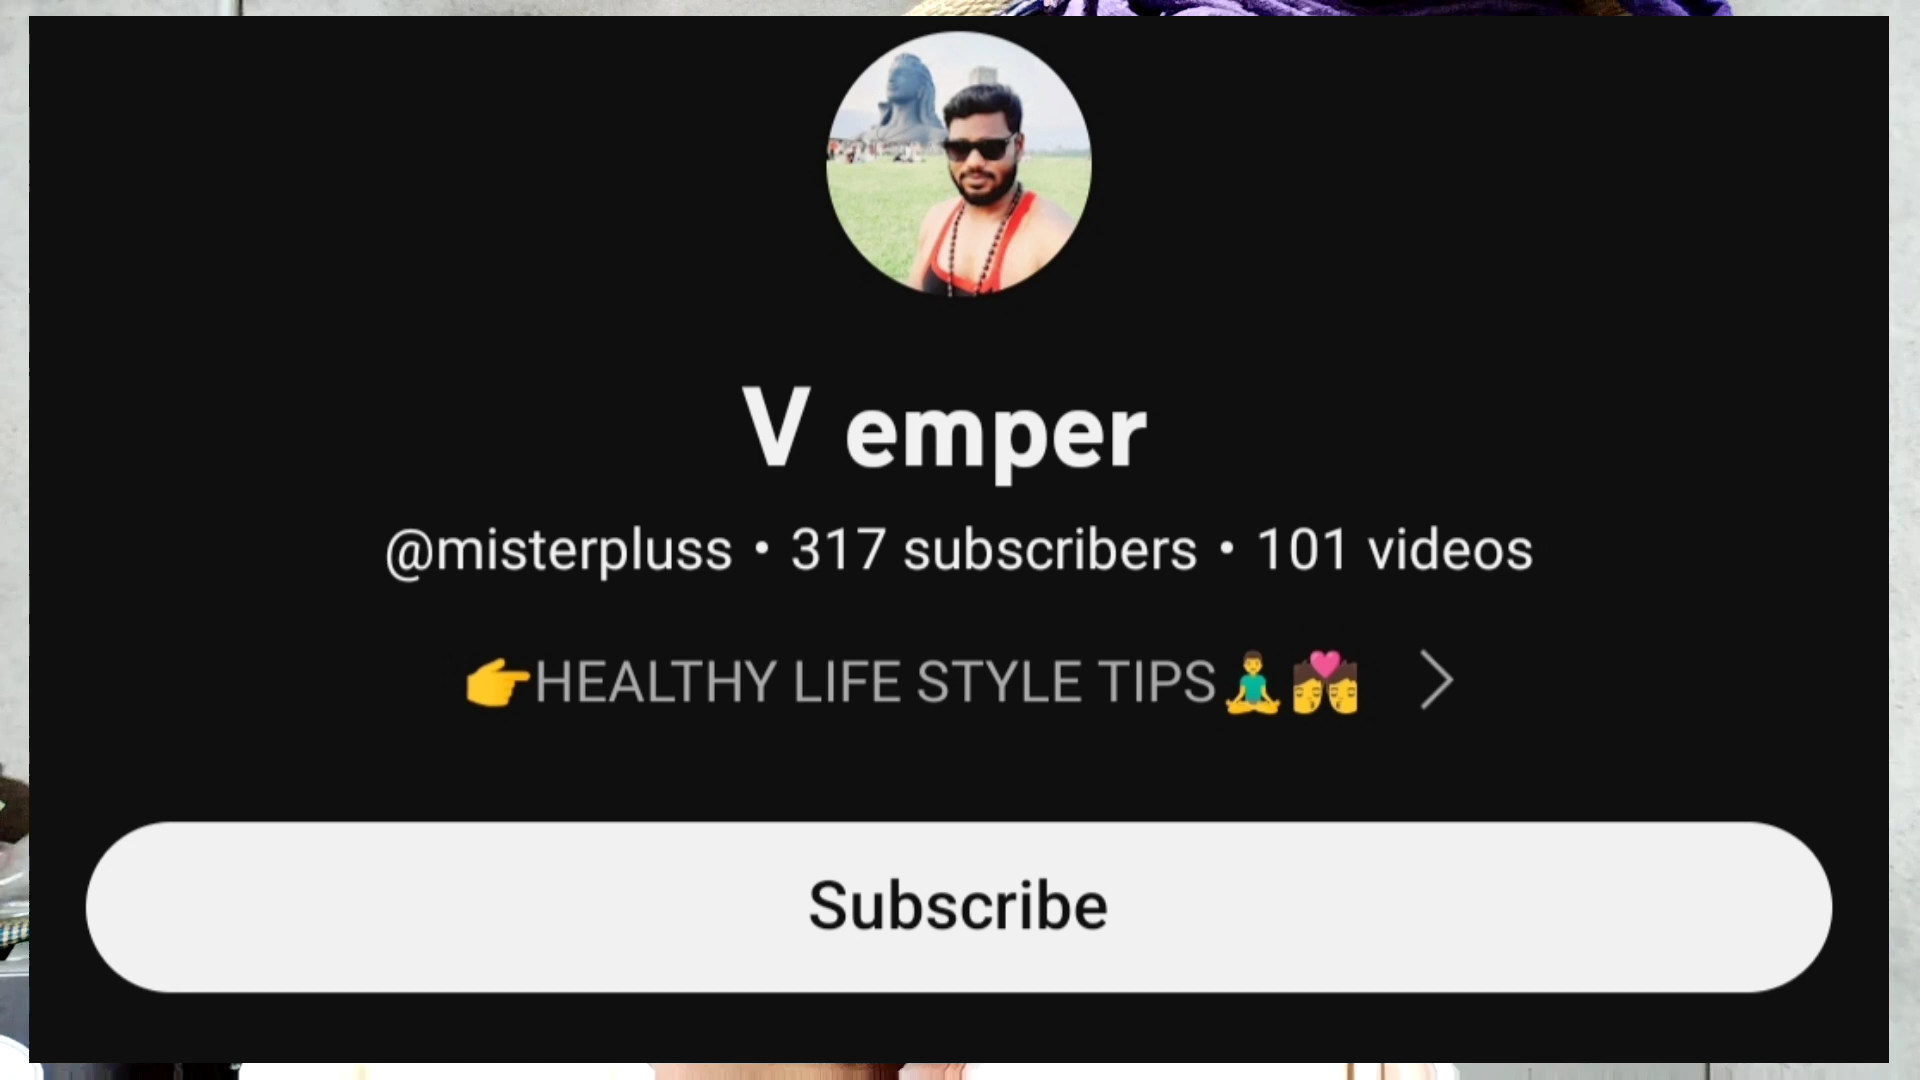 V emper
@misterpluss • 317 subscribers • 101 videos
👉HEALTHY LIFE STYLE TIPS🧘‍♂️💏
Subscribe